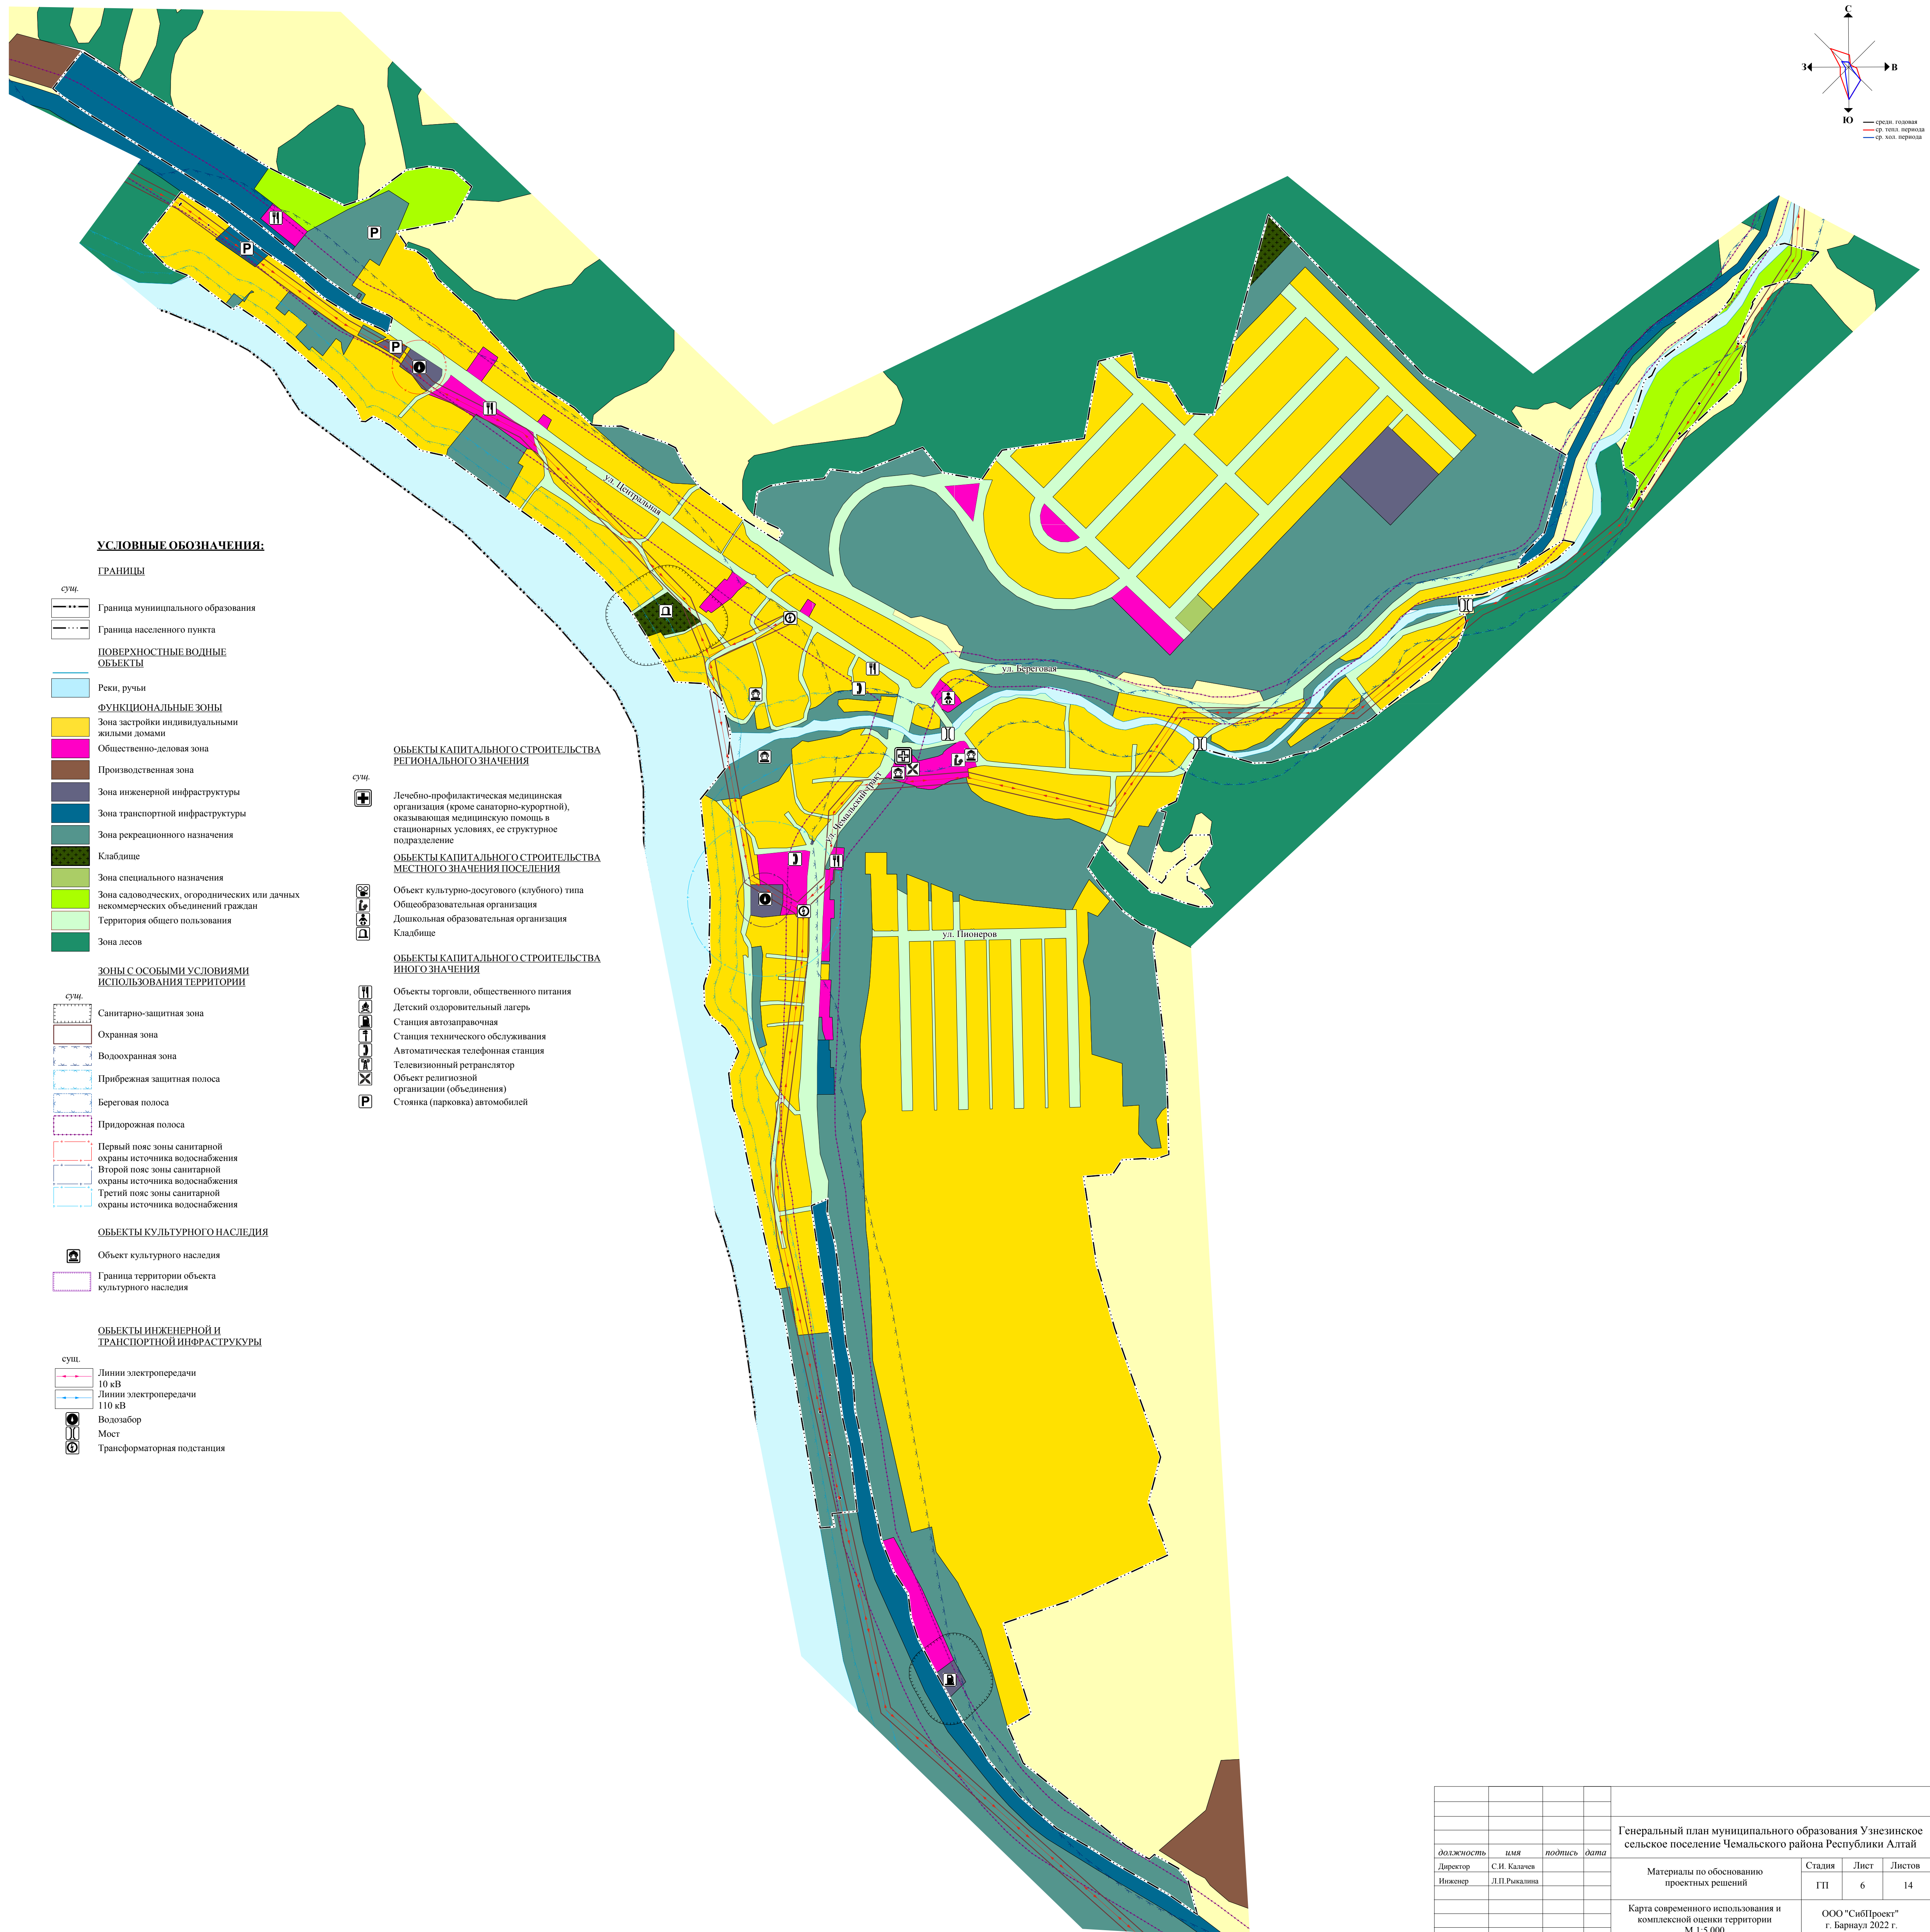 С
З
В
Ю
средн. годовая
ср. тепл. периода
ср. хол. периода
P
P
P
ул. Центральная
ул. Береговая
ул. Чемальский тракт
ул. Пионеров
УСЛОВНЫЕ ОБОЗНАЧЕНИЯ:
ГРАНИЦЫ
сущ.
Граница муниицпального образования
Граница населенного пункта
ПОВЕРХНОСТНЫЕ ВОДНЫЕ
ОБЪЕКТЫ
Реки, ручьи
ФУНКЦИОНАЛЬНЫЕ ЗОНЫ
Зона застройки индивидуальными
жилыми домами
Общественно-деловая зона
Производственная зона
Зона инженерной инфраструктуры
Зона транспортной инфраструктуры
Зона рекреационного назначения
Клабдище
Зона специального назначения
Зона садоводческих, огороднических или дачных
некоммерческих объединений граждан
Территория общего пользования
Зона лесов
ЗОНЫ С ОСОБЫМИ УСЛОВИЯМИ
ИСПОЛЬЗОВАНИЯ ТЕРРИТОРИИ
сущ.
Санитарно-защитная зона
Охранная зона
Водоохранная зона
Прибрежная защитная полоса
Береговая полоса
Придорожная полоса
Первый пояс зоны санитарной
охраны источника водоснабжения
Второй пояс зоны санитарной
охраны источника водоснабжения
Третий пояс зоны санитарной
охраны источника водоснабжения
ОБЬЕКТЫ КУЛЬТУРНОГО НАСЛЕДИЯ
Объект культурного наследия
Граница территории объекта
культурного наследия
ОБЬЕКТЫ ИНЖЕНЕРНОЙ И
ТРАНСПОРТНОЙ ИНФРАСТРУКУРЫ
сущ.
Линии электропередачи
10 кВ
Линии электропередачи
110 кВ
Водозабор
Мост
Трансформаторная подстанция
ОБЬЕКТЫ КАПИТАЛЬНОГО СТРОИТЕЛЬСТВА
РЕГИОНАЛЬНОГО ЗНАЧЕНИЯ
сущ.
Лечебно-профилактическая медицинская
организация (кроме санаторно-курортной),
оказывающая медицинскую помощь в
стационарных условиях, ее структурное
подразделение
ОБЬЕКТЫ КАПИТАЛЬНОГО СТРОИТЕЛЬСТВА
МЕСТНОГО ЗНАЧЕНИЯ ПОСЕЛЕНИЯ
Объект культурно-досугового (клубного) типа
Общеобразовательная организация
Дошкольная образовательная организация
Кладбище
ОБЬЕКТЫ КАПИТАЛЬНОГО СТРОИТЕЛЬСТВА
ИНОГО ЗНАЧЕНИЯ
Объекты торговли, общественного питания
Детский оздоровительный лагерь
Станция автозаправочная
Станция технического обслуживания
Автоматическая телефонная станция
Телевизионный ретранслятор
Объект религиозной
организации (объединения)
P Стоянка (парковка) автомобилей
Генеральный план муниципального образования Узнезинское
сельское поселение Чемальского района Республики Алтай
должность имя подпись дата
Директор С.И. Калачев
Инженер Л.П.Рыкалина
Материалы по обоснованию
проектных решений
Стадия Лист Листов
ГП 6 14
Карта современного использования и
комплексной оценки территории
М 1:5 000
ООО "СибПроект"
г. Барнаул 2022 г.